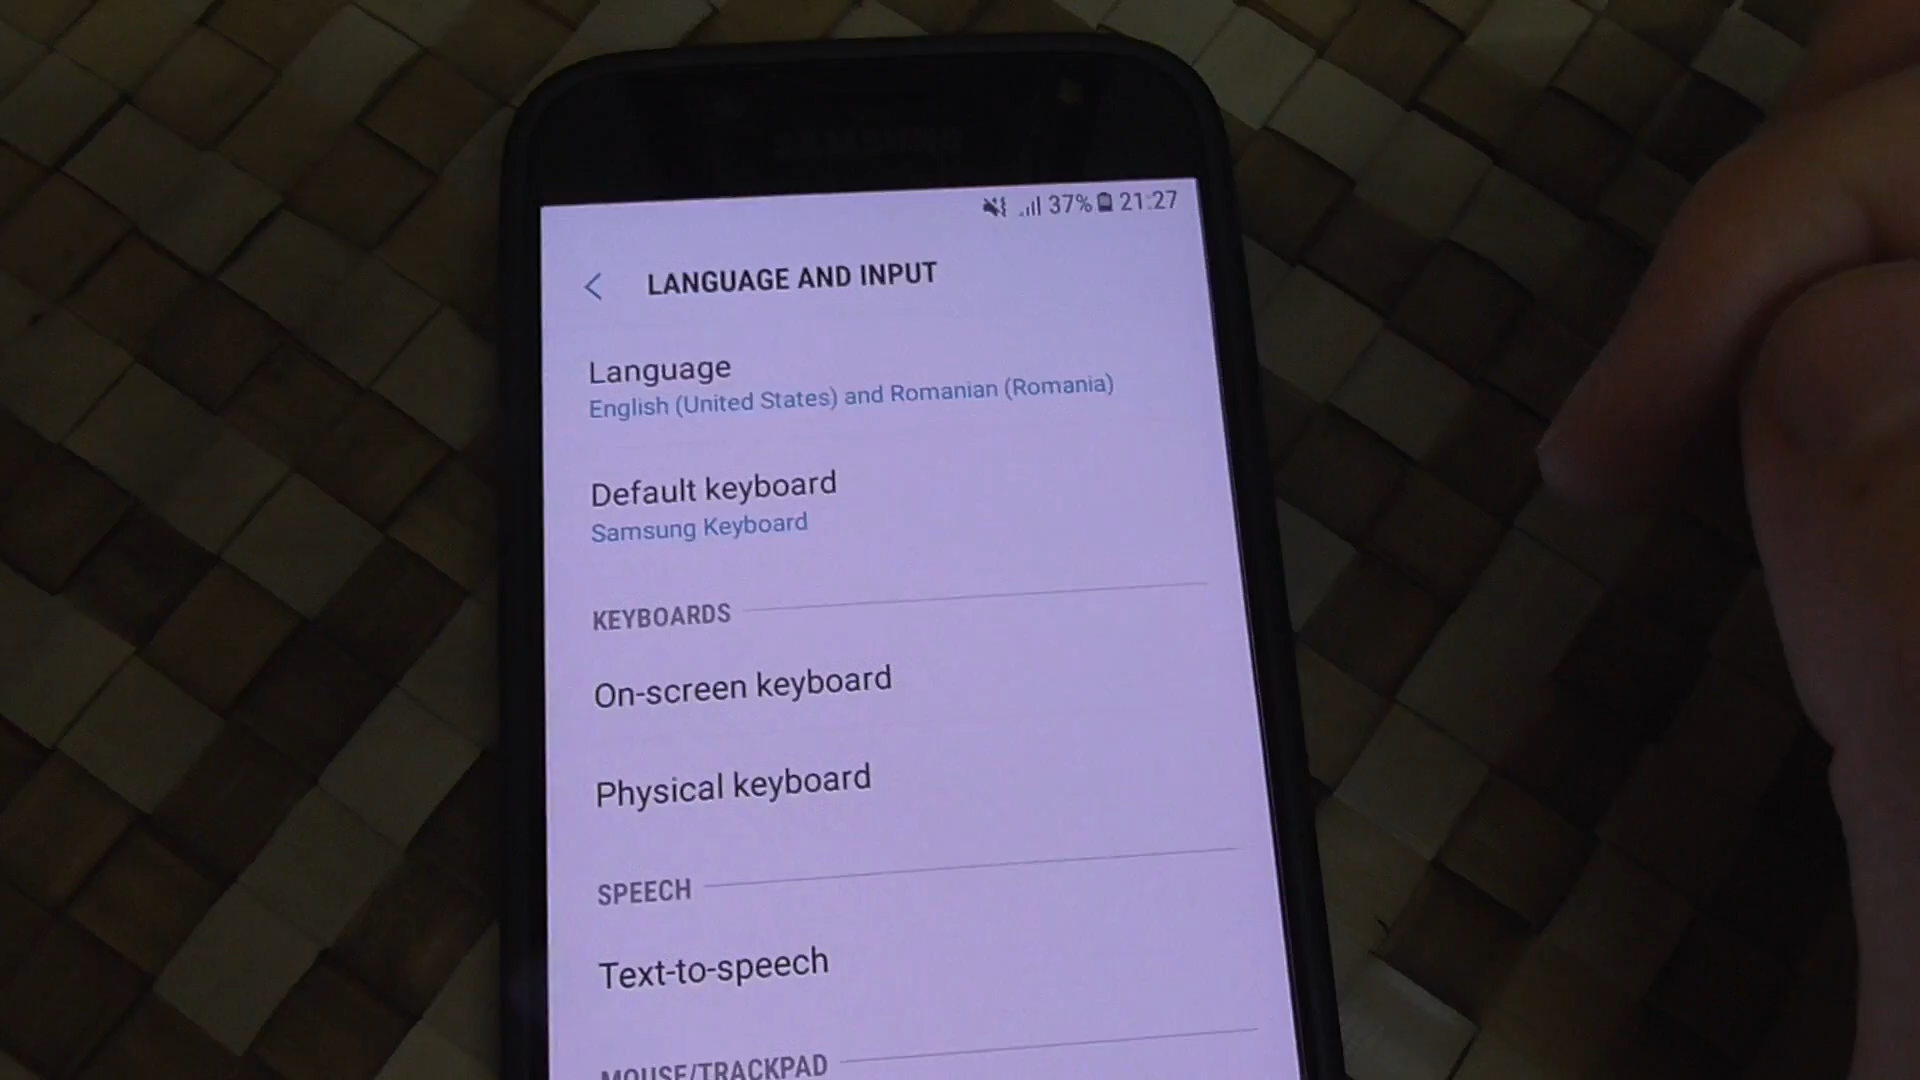 SAMSUNG
37% 21:27
LANGUAGE AND INPUT
Language
English (United States) and Romanian (Romania)
Default keyboard
Samsung Keyboard
KEYBOARDS
On-screen keyboard
Physical keyboard
SPEECH
Text-to-speech
MOUSE/TRACKPAD